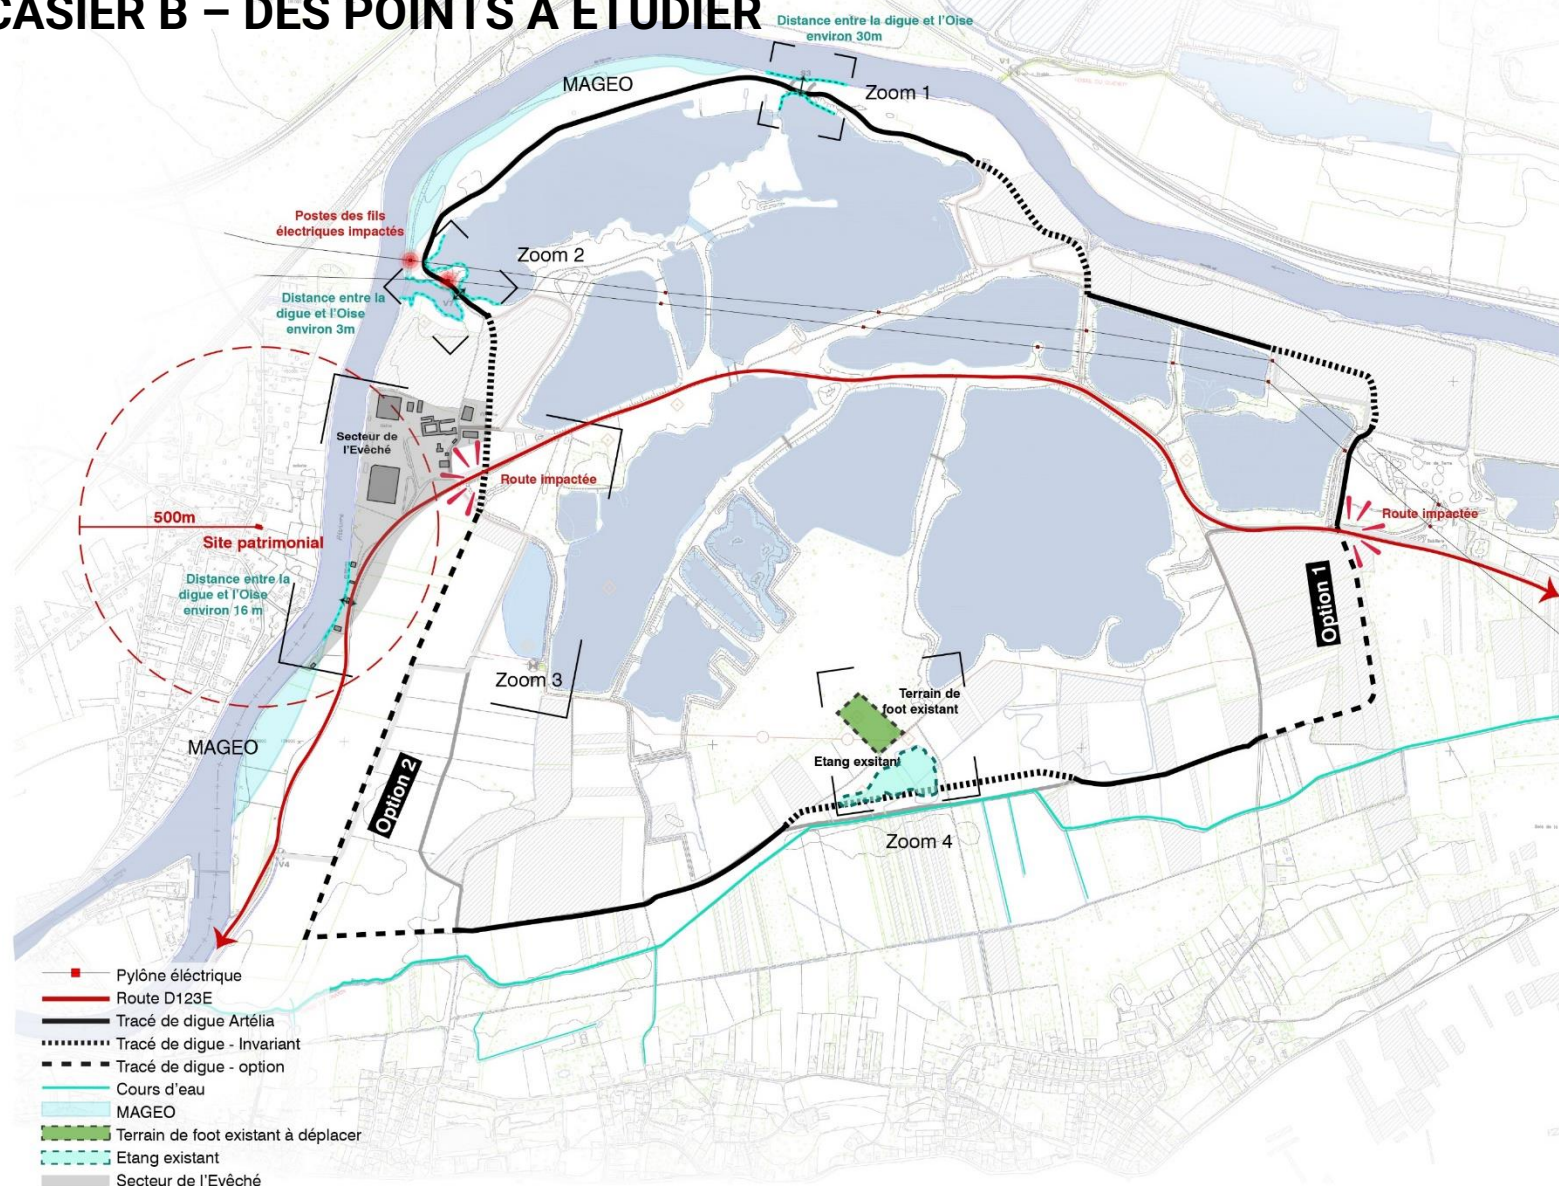 CASIER B – DES POINTS A ETUDIER
Distance entre la digue et l'Oise
environ 30m
MAGEO
Zoom 1
Postes des fils
électriques impactés
Zoom 2
Distance entre la
digue et l'Oise
environ 3m
Secteur de
l'Evêché
Route impactée
500m
Site patrimonial
Route impactée
Distance entre la
digue et l'Oise
environ 16 m
Option 1
Zoom 3
Terrain de
foot existant
MAGEO
Etang exsitant
Option 2
Zoom 4
V4
Pylône éléctrique
Route D123E
Tracé de digue Artélia
Tracé de digue - Invariant
Tracé de digue - option
Cours d'eau
MAGEO
Terrain de foot existant à déplacer
Etang existant
Secteur de l'Evêché